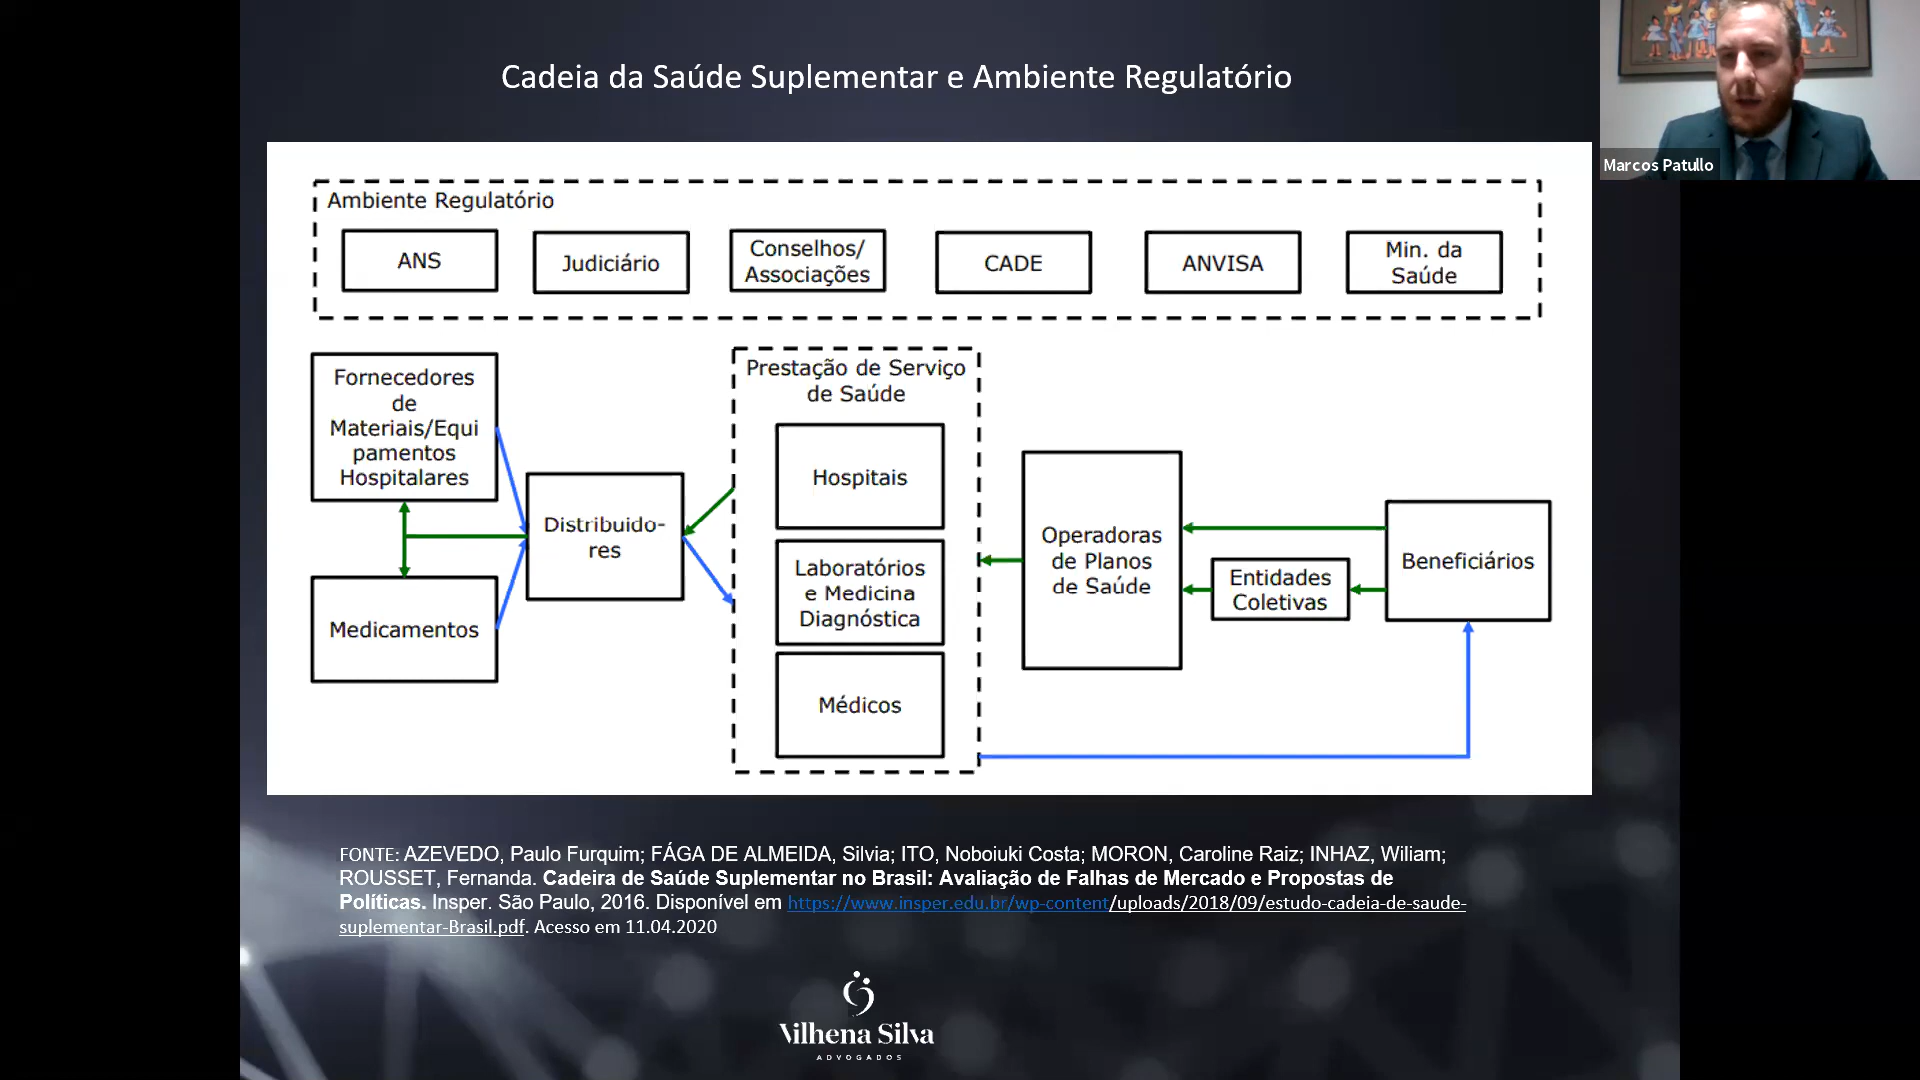 Cadeia da Saúde Suplementar e Ambiente Regulatório
Marcos Patullo
Ambiente Regulatório
ANS
Judiciário
Conselhos/
Associações
CADE
ANVISA
Min. da
Saúde
Fornecedores
de
Materiais/Equi
pamentos
Hospitalares
Medicamentos
Distribuido-
res
Prestação de Serviço
de Saúde
Hospitais
Laboratórios
e Medicina
Diagnóstica
Médicos
Operadoras
de Planos
de Saúde
Entidades
Coletivas
Beneficiários
FONTE: AZEVEDO, Paulo Furquim; FÁGA DE ALMEIDA, Silvia; ITO, Noboiuki Costa; MORON, Caroline Raiz; INHAZ, Wiliam;
ROUSSET, Fernanda. Cadeira de Saúde Suplementar no Brasil: Avaliação de Falhas de Mercado e Propostas de
Políticas. Insper. São Paulo, 2016. Disponível em https://www.insper.edu.br/wp-content/uploads/2018/09/estudo-cadeia-de-saude-
suplementar-Brasil.pdf. Acesso em 11.04.2020
Vilhena Silva
ADVOGADOS